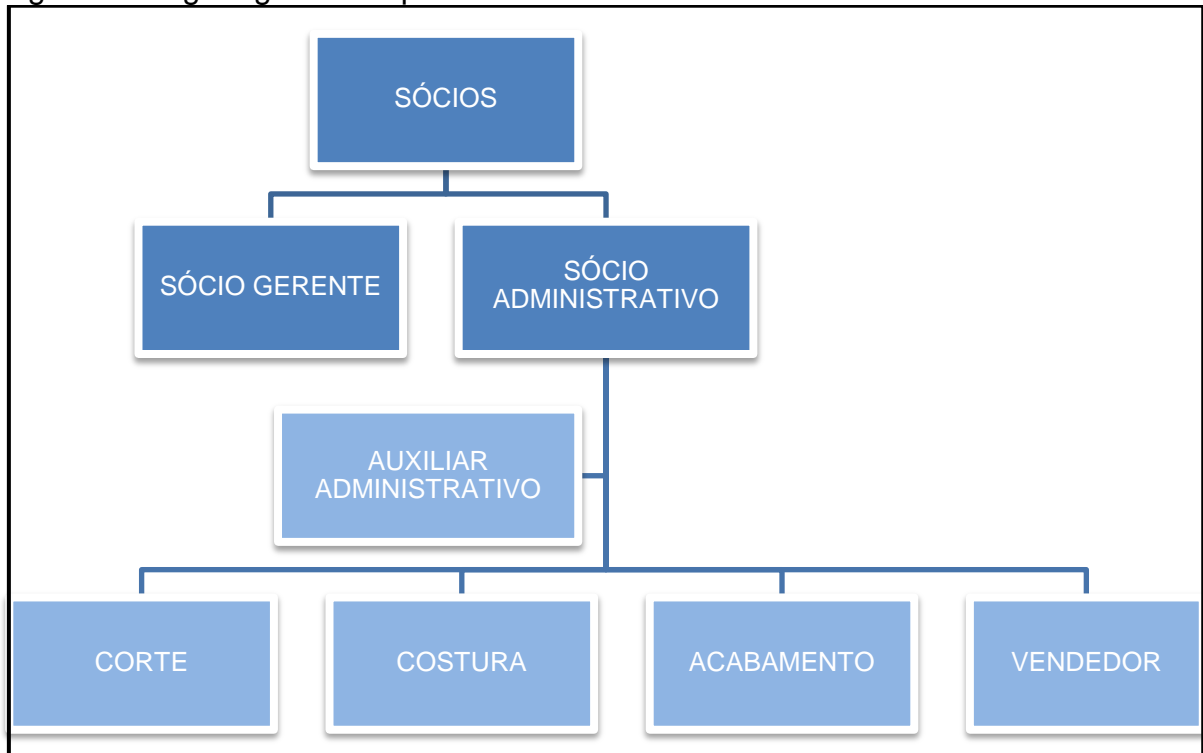 SÓCIOS
SÓCIO GERENTE
SÓCIO
ADMINISTRATIVO
AUXILIAR
ADMINISTRATIVO
CORTE
COSTURA
ACABAMENTO
VENDEDOR